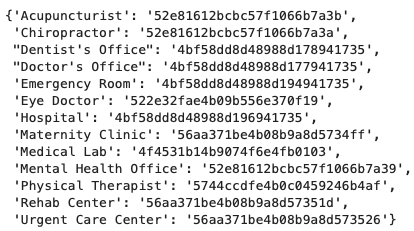 {'Acupuncturist': '52e81612bcbc57f1066b7a3b',
'Chiropractor': '52e81612bcbc57f1066b7a3a',
"Dentist's Office": '4bf58dd8d48988d178941735',
"Doctor's Office": '4bf58dd8d48988d177941735',
'Emergency Room': '4bf58dd8d48988d194941735',
'Eye Doctor': '522e32fae4b09b556e370f19',
'Hospital': '4bf58dd8d48988d196941735',
'Maternity Clinic': '56aa371be4b08b9a8d5734ff',
'Medical Lab': '4f4531b14b9074f6e4fb0103',
'Mental Health Office': '52e81612bcbc57f1066b7a39',
'Physical Therapist': '5744ccdfe4b0c0459246b4af',
'Rehab Center': '56aa371be4b08b9a8d57351d',
'Urgent Care Center': '56aa371be4b08b9a8d573526'}